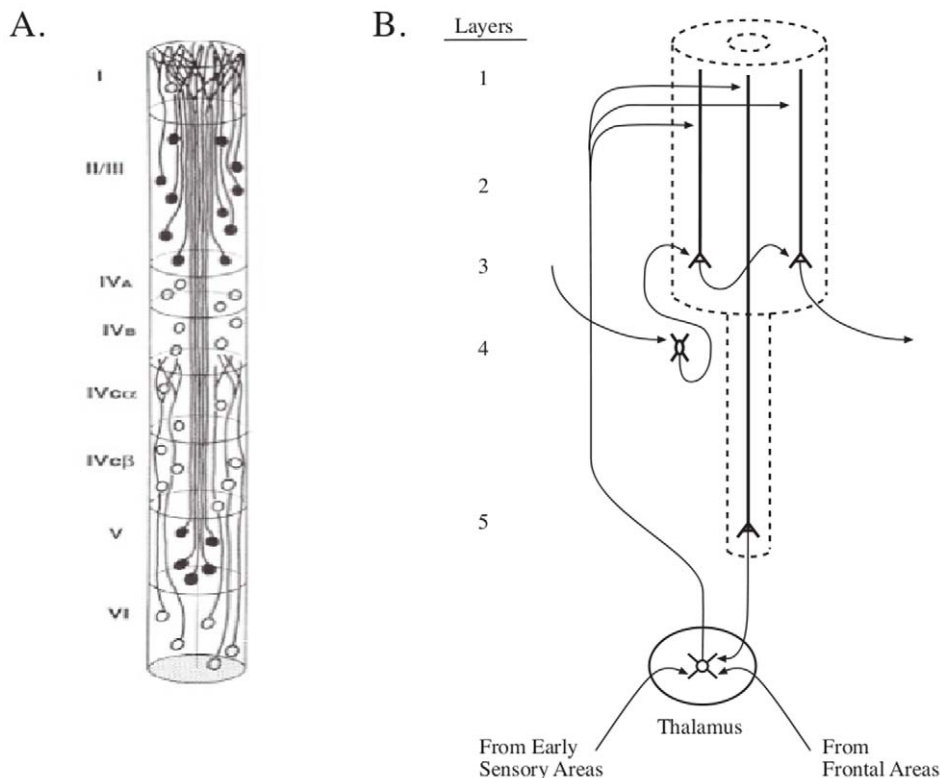 A.
I
II/III
IVA
IVB
IVcα
IVcβ
V
VI
B.
Layers
1
2
3
4
5
Thalamus
From Early
Sensory Areas
From
Frontal Areas